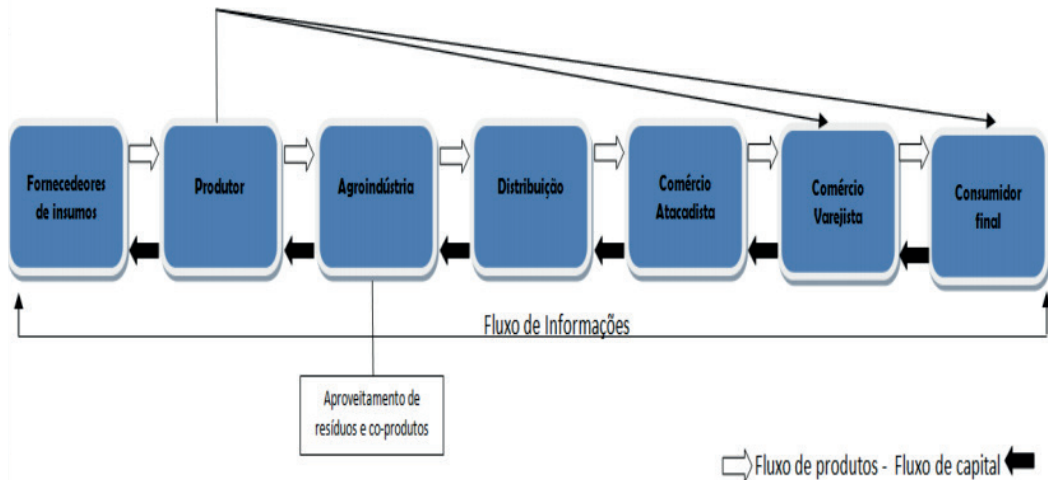 Fornecedeores
de insumos
Produtor
Agroindústria
Distribuição
Comércio
Atacadista
Comércio
Varejista
Consumidor
final
Fluxo de Informações
Aproveitamento de
resíduos e co-produtos
Fluxo de produtos - Fluxo de capital